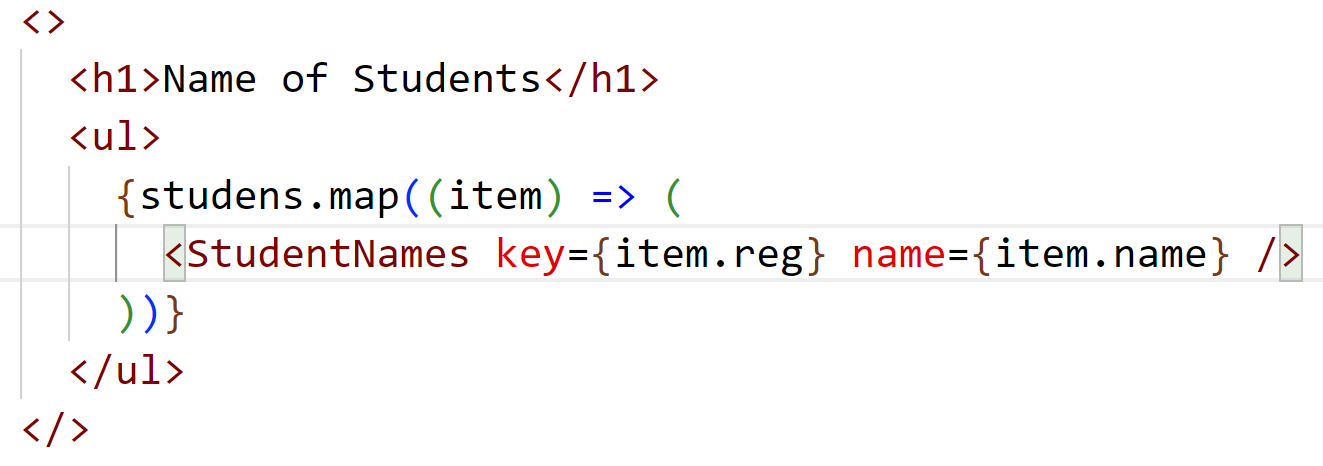 <>
<h1>Name of Students</h1>
<ul>
{studens.map((item) => (
<StudentNames key={item.reg} name={item.name} />
))}
</ul>
</>